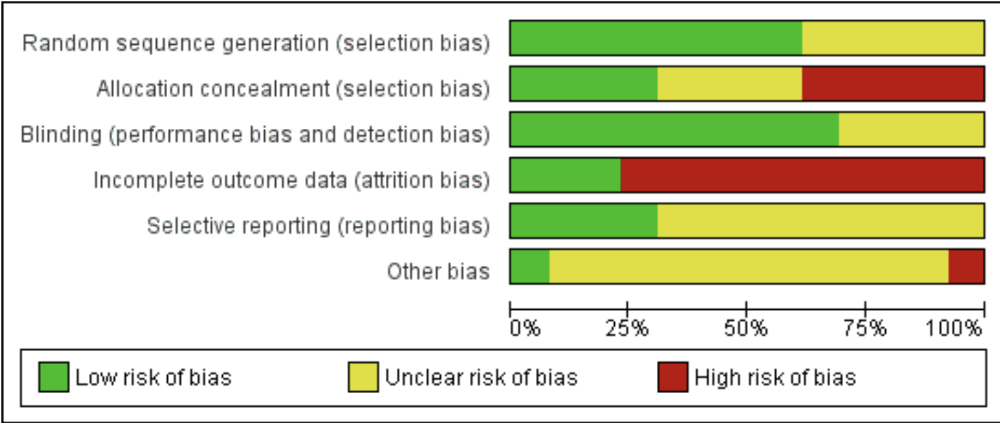 Random sequence generation (selection bias)
Allocation concealment (selection bias)
Blinding (performance bias and detection bias)
Incomplete outcome data (attrition bias)
Selective reporting (reporting bias)
Other bias
0% 25% 50% 75% 100%
Low risk of bias Unclear risk of bias High risk of bias